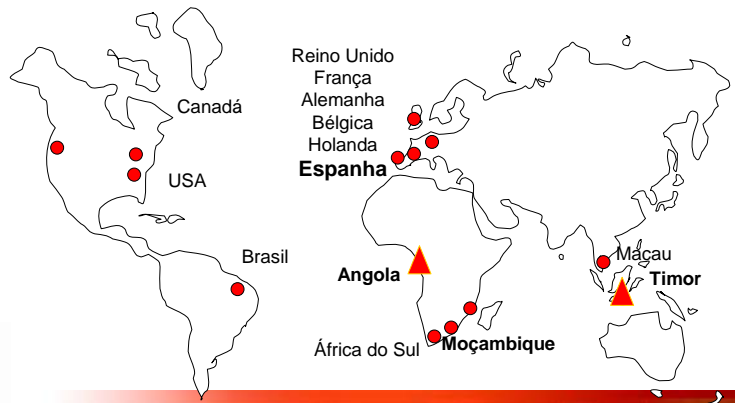 Reino Unido
França
Alemanha
Bélgica
Holanda
Espanha
Canadá
USA
Brasil
Angola
Macau
Timor
África do Sul
Moçambique